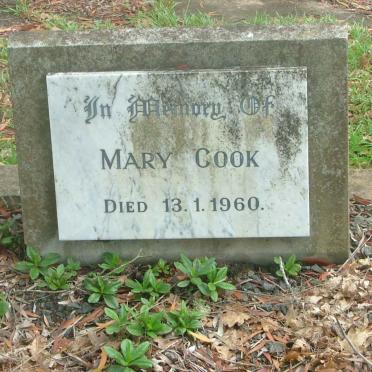 In Memory Of
MARY COOK
DIED 13.1.1960.